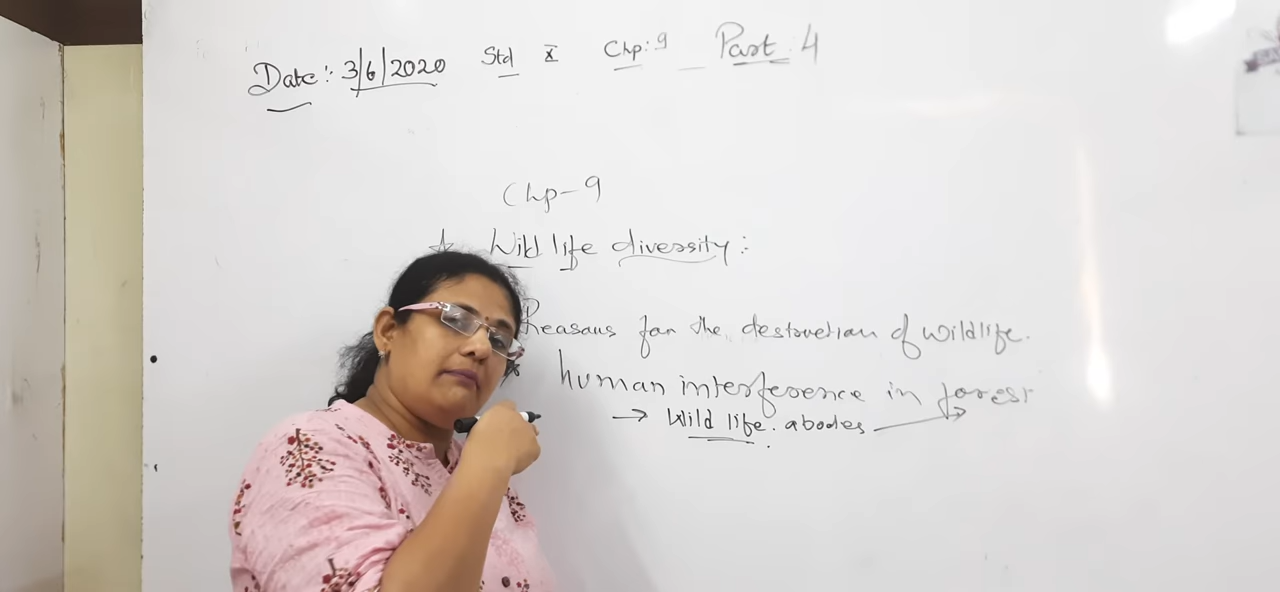 Date: 3/6/2020 Std X Chp: 9 Part 4
Chp-9
Wild life diversity:
Reasons for the destruction of wildlife.
human interference in forest
→ Wild life. abodes →